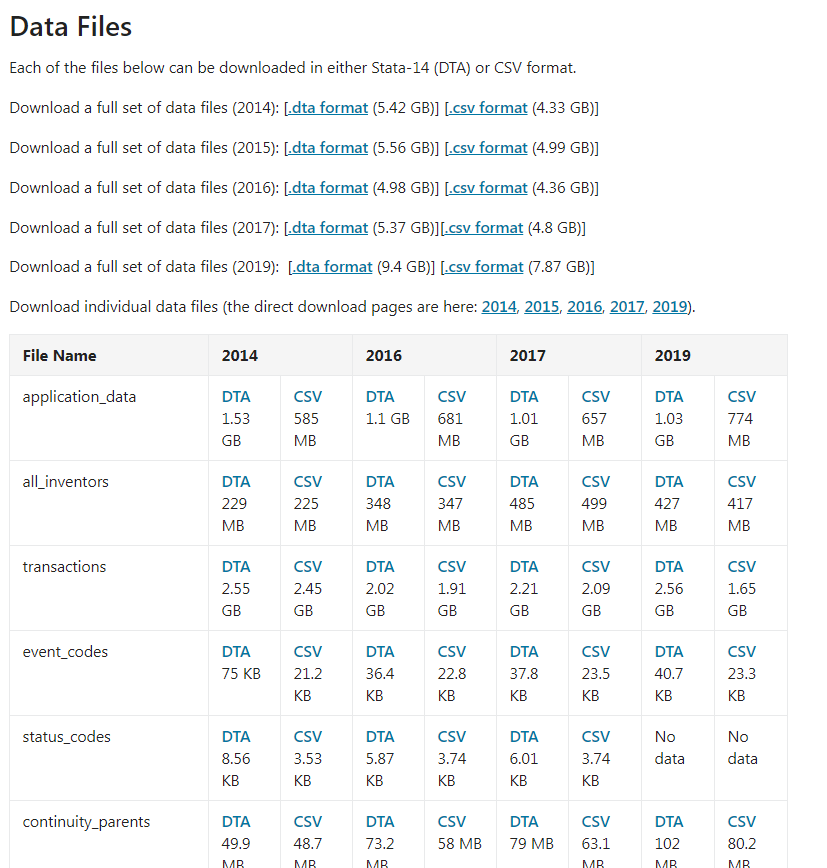 Data Files
Each of the files below can be downloaded in either Stata-14 (DTA) or CSV format.
Download a full set of data files (2014): [.dta format (5.42 GB)] [.csv format (4.33 GB)]
Download a full set of data files (2015): [.dta format (5.56 GB)] [.csv format (4.99 GB)]
Download a full set of data files (2016): [.dta format (4.98 GB)] [.csv format (4.36 GB)]
Download a full set of data files (2017): [.dta format (5.37 GB)][.csv format (4.8 GB)]
Download a full set of data files (2019): [.dta format (9.4 GB)] [.csv format (7.87 GB)]
Download individual data files (the direct download pages are here: 2014, 2015, 2016, 2017, 2019).
File Name 2014 2016 2017 2019
application_data DTA CSV DTA CSV DTA CSV DTA CSV
1.53 585 1.1 GB 681 1.01 657 1.03 774
GB MB MB GB MB GB MB
all_inventors DTA CSV DTA CSV DTA CSV DTA CSV
229 225 348 347 485 499 427 417
MB MB MB MB MB MB MB MB
transactions DTA CSV DTA CSV DTA CSV DTA CSV
2.55 2.45 2.02 1.91 2.21 2.09 2.56 1.65
GB GB GB GB GB GB GB GB
event_codes DTA CSV DTA CSV DTA CSV DTA CSV
75 KB 21.2 36.4 22.8 37.8 23.5 40.7 23.3
KB KB KB KB KB KB KB
status_codes DTA CSV DTA CSV DTA CSV No No
8.56 3.53 5.87 3.74 6.01 3.74 data data
KB KB KB KB KB KB
continuity_parents DTA CSV DTA CSV DTA CSV DTA CSV
49.9 48.7 73.2 58 MB 79 MB 63.1 102 80.2
MB MB MB MB MB MB